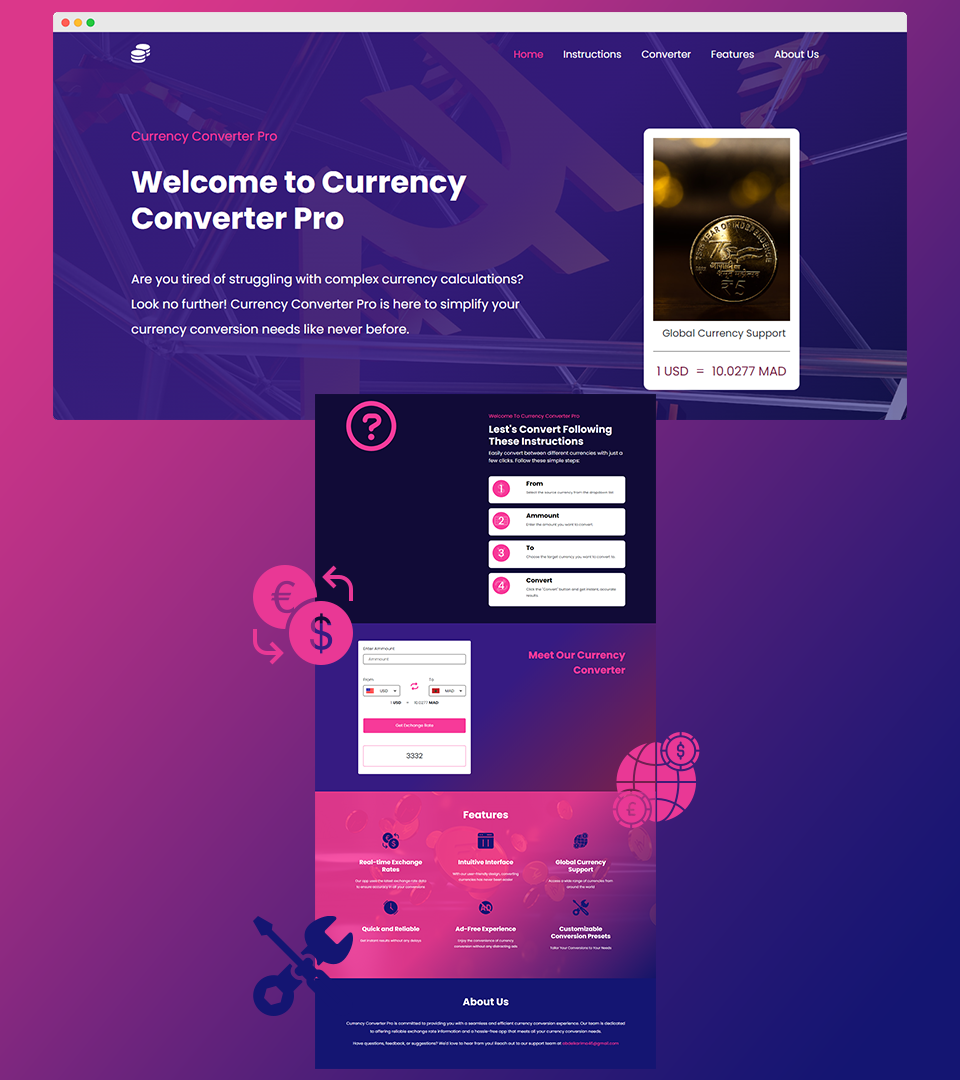 Home Instructions Converter Features About Us
Currency Converter Pro
Welcome to Currency
Converter Pro
Are you tired of struggling with complex currency calculations?
Look no further! Currency Converter Pro is here to simplify your
currency conversion needs like never before.
75TH YEAR OF INDEPENDENCE
Global Currency Support
1 USD = 10.0277 MAD
?
Welcome To Currency Converter Pro
Lest's Convert Following
These Instructions
Easily convert between different currencies with just a
few clicks. Follow these simple steps:
1 From
Select the source currency from the dropdown list
2 Ammount
Enter the amount you want to convert.
3 To
Choose the target currency you want to convert to.
4 Convert
Click the "Convert" button and get instant, accurate
results.
€
$
Enter Ammount
Ammount
From To
USD MAD
1 USD = 10.0277 MAD
Get Exchange Rate
3332
Meet Our Currency
Converter
$
€
Features
Real-time Exchange
Rates
Our app used the latest exchange rate data
to ensure accuracy in all your conversions
Intuitive Interface
With our user-friendly design, converting
currencies has never been easier
Global Currency
Support
Access a wide range of currencies from
around the world
Quick and Reliable
Get instant results without any delays
Ad-Free Experience
Enjoy the convenience of currency
conversion without any distracting ads
Customizable
Conversion Presets
Tailor Your Conversions to Your Needs
About Us
Currency Converter Pro is committed to providing you with a seamless and efficient currency conversion experience. Our team is dedicated
to offering reliable exchange rate information and a hassle-free app that meets all your currency conversion needs.
Have questions, feedback, or suggestions? We'd love to hear from you! Reach out to our support team at